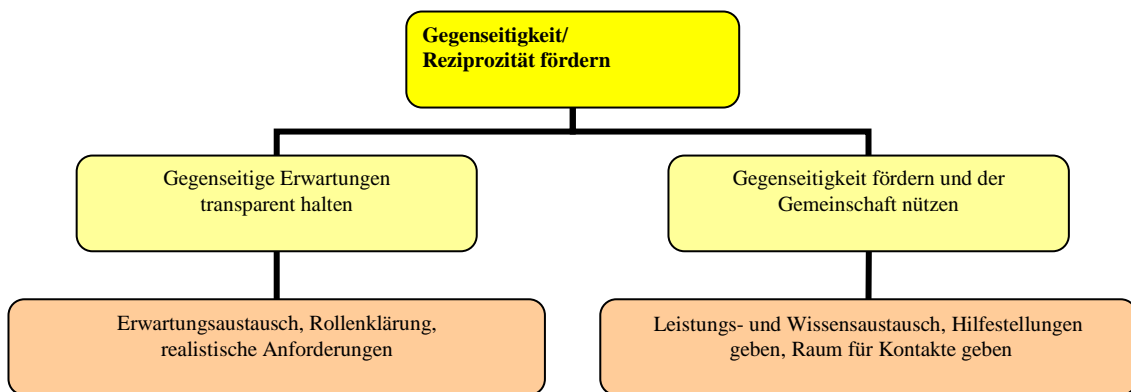 Gegenseitigkeit/
Reziprozität fördern
Gegenseitige Erwartungen
transparent halten
Gegenseitigkeit fördern und der
Gemeinschaft nützen
Erwartungsaustausch, Rollenklärung,
realistische Anforderungen
Leistungs- und Wissensaustausch, Hilfestellungen
geben, Raum für Kontakte geben